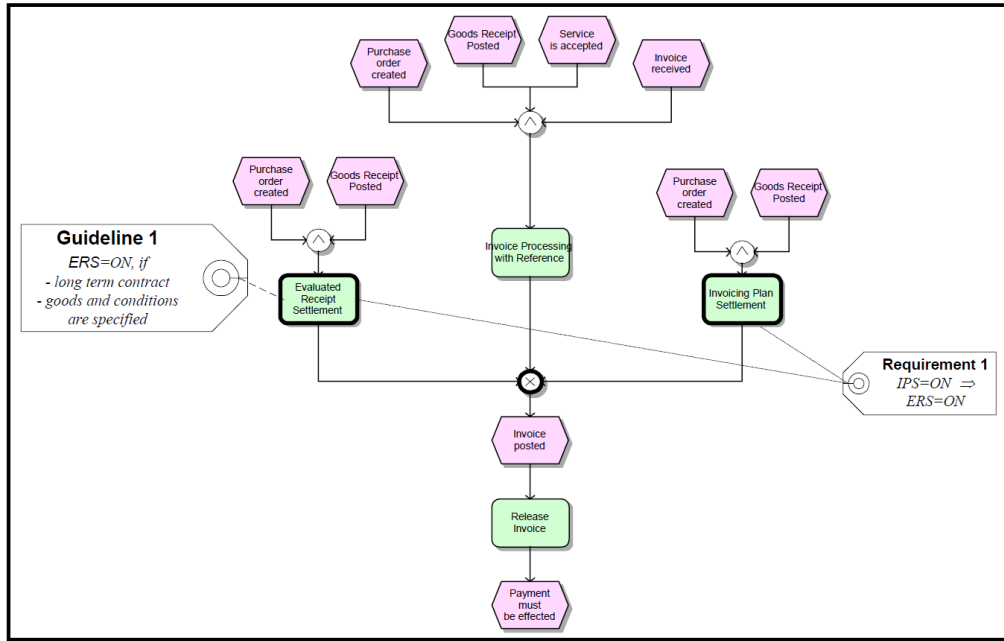 Goods Receipt
Posted
Service
is accepted
Purchase
order
created
Invoice
received
∧
Purchase
order
created
Goods Receipt
Posted
Purchase
order
created
Goods Receipt
Posted
Guideline 1
ERS=ON, if
- long term contract
- goods and conditions
are specified
∧
Invoice Processing
with Reference
∧
Evaluated
Receipt
Settlement
Invoicing Plan
Settlement
Requirement 1
IPS=ON ⇒
ERS=ON
×
Invoice
posted
Release
Invoice
Payment
must
be effected